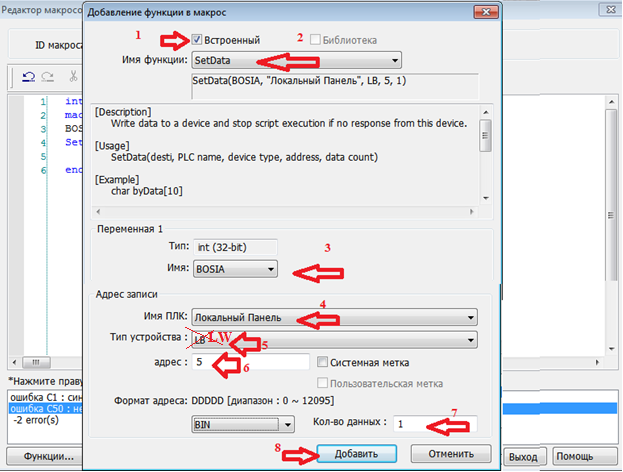 Редактор макросо
Добавление функции в макрос
ID макроса
1
Встроенный
2
Библиотека
Имя функции:
SetData
SetData(BOSIA, "Локальный Панель", LB, 5, 1)
1 int
2 mac
3 BOS
4 Set
5
6 end
[Description]
Write data to a device and stop script execution if no response from this device.
[Usage]
SetData(desti, PLC name, device type, address, data count)
[Example]
char byData[10]
Переменная 1
Тип: int (32-bit)
3
Имя: BOSIA
Адрес записи
4
Имя ПЛК: Локальный Панель
Тип устройства : LB LW 5
адрес : 5 6
Системная метка
Пользовательская метка
*Нажмите праву
ошибка C1 : син
ошибка C50 : не
-2 error(s)
Формат адреса: DDDDD [диапазон : 0 ~ 12095]
7
BIN
Кол-во данных : 1
8
Функции...
Добавить
Отменить
Выход
Помощь